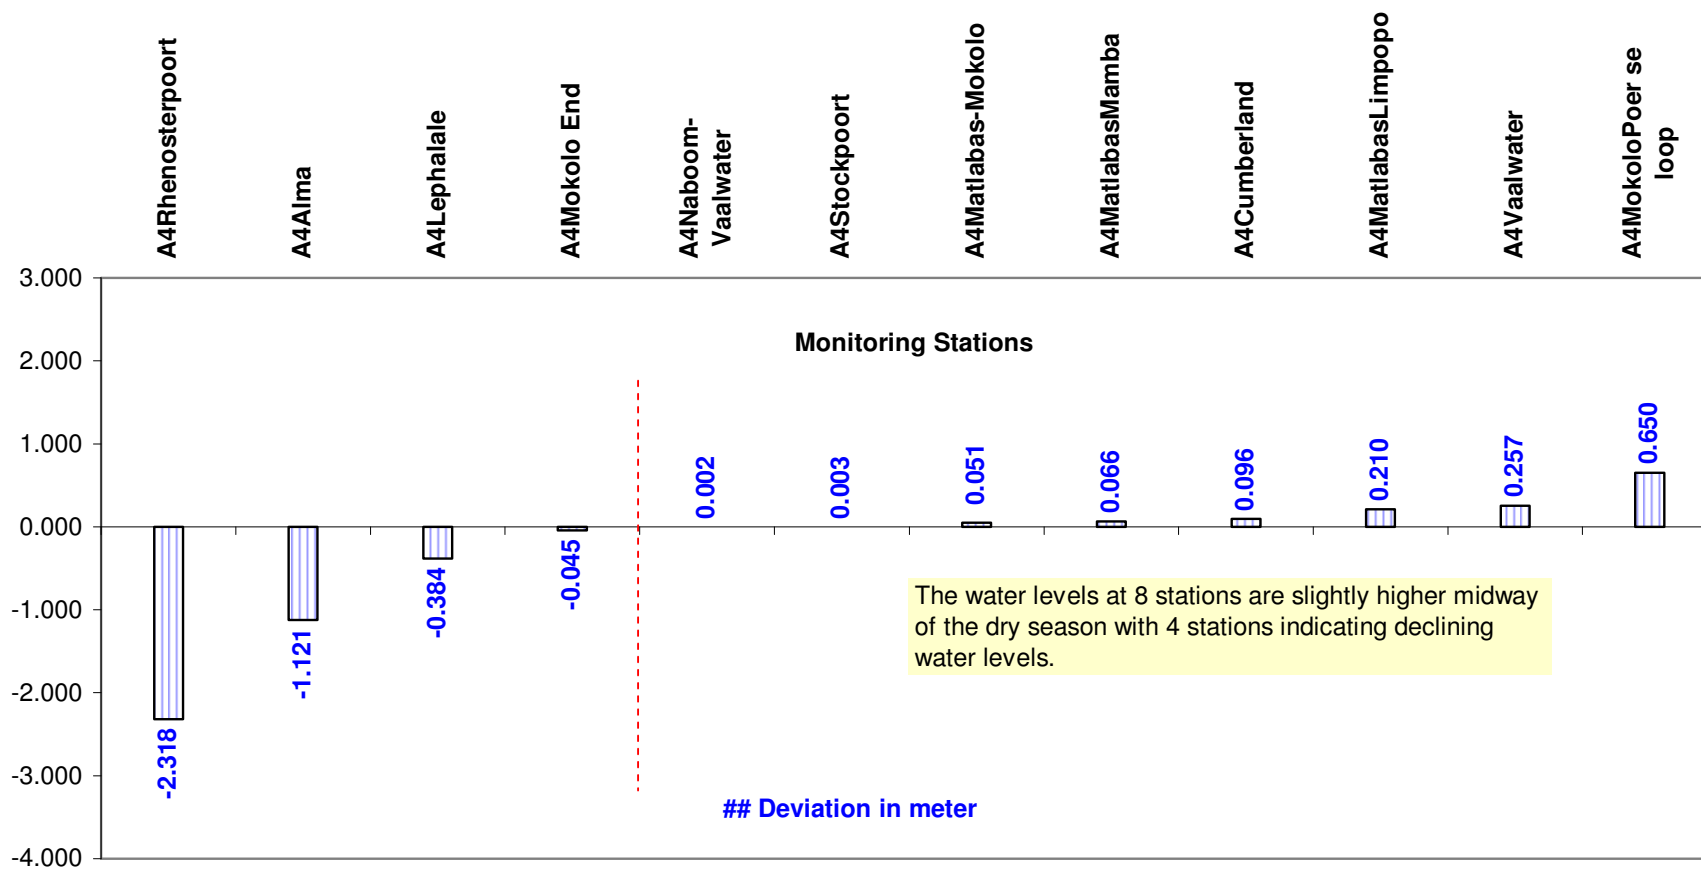 A4Rhenosterpoort
A4Alma
A4Lephalale
A4Mokolo End
A4Naboom-
Vaalwater
A4Stockpoort
A4Matlabas-Mokolo
A4MatlabasMamba
A4Cumberland
A4MatlabasLimpopo
A4Vaalwater
A4MokoloPoer se
loop
3.000
2.000
1.000
0.000
-1.000
-2.000
-3.000
-4.000
Monitoring Stations
-2.318
-1.121
-0.384
-0.045
0.002
0.003
0.051
0.066
0.096
0.210
0.257
0.650
The water levels at 8 stations are slightly higher midway
of the dry season with 4 stations indicating declining
water levels.
## Deviation in meter